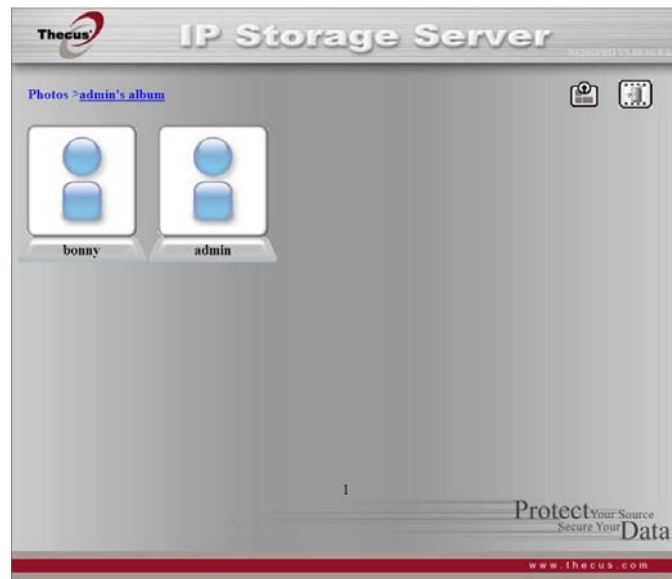 Thecus
IP Storage Server
Photos >admin's album
bonny
admin
1
Protect Your Source
Secure Your Data
www.thecus.com